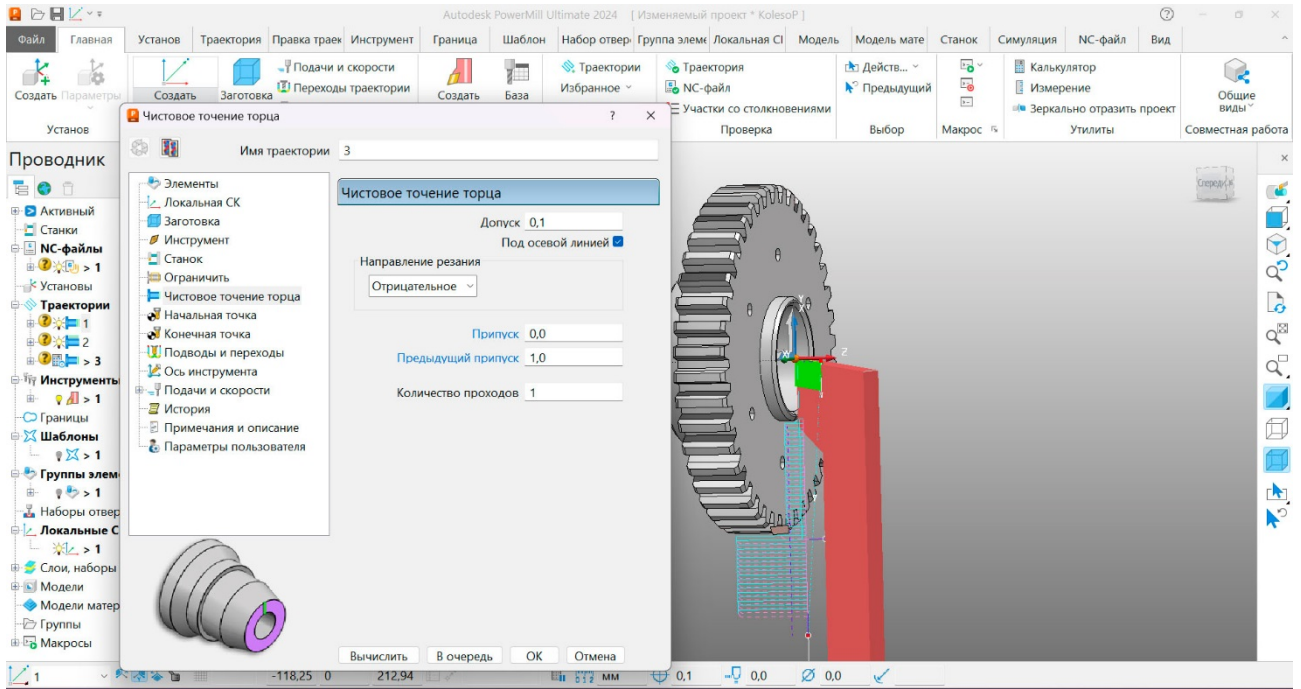 Autodesk PowerMill Ultimate 2024 [Изменяемый проект * KolesoP ]
Файл Главная Установ Траектория Правка траек Инструмент Граница Шаблон Набор отвер Группа элеме Локальная СІ Модель Модель мате Станок Симуляция NC-файл Вид
Подачи и скорости Траектории Траектория Действ... Калькулятор
Создать Параметры Создать Заготовка Переходы траектории Создать База Избранное NC-файл Предыдущий Измерение Общие виды
Участки со столкновениями Зеркально отразить проект
Установ Проверка Выбор Макрос Утилиты Совместная работа
Чистовое точение торца ? ×
Имя траектории 3
Проводник
Активный
Станки
NC-файлы
> 1
Установы
Траектории
1
2
> 3
Инструменты
> 1
Границы
Шаблоны
> 1
Группы элем
> 1
Наборы отвер
Локальные С
> 1
Слои, наборы
Модели
Модели матер
Группы
Макросы
Элементы
Локальная СК
Заготовка
Инструмент
Станок
Ограничить
Чистовое точение торца
Начальная точка
Конечная точка
Подводы и переходы
Ось инструмента
Подачи и скорости
История
Примечания и описание
Параметры пользователя
Чистовое точение торца
Допуск 0,1
Под осевой линией
Направление резания
Отрицательное
Припуск 0,0
Предыдущий припуск 1,0
Количество проходов 1
Вычислить В очередь ОК Отмена
Z
Y
1 -118,25 0 212,94 мм 0,1 0,0 0,0